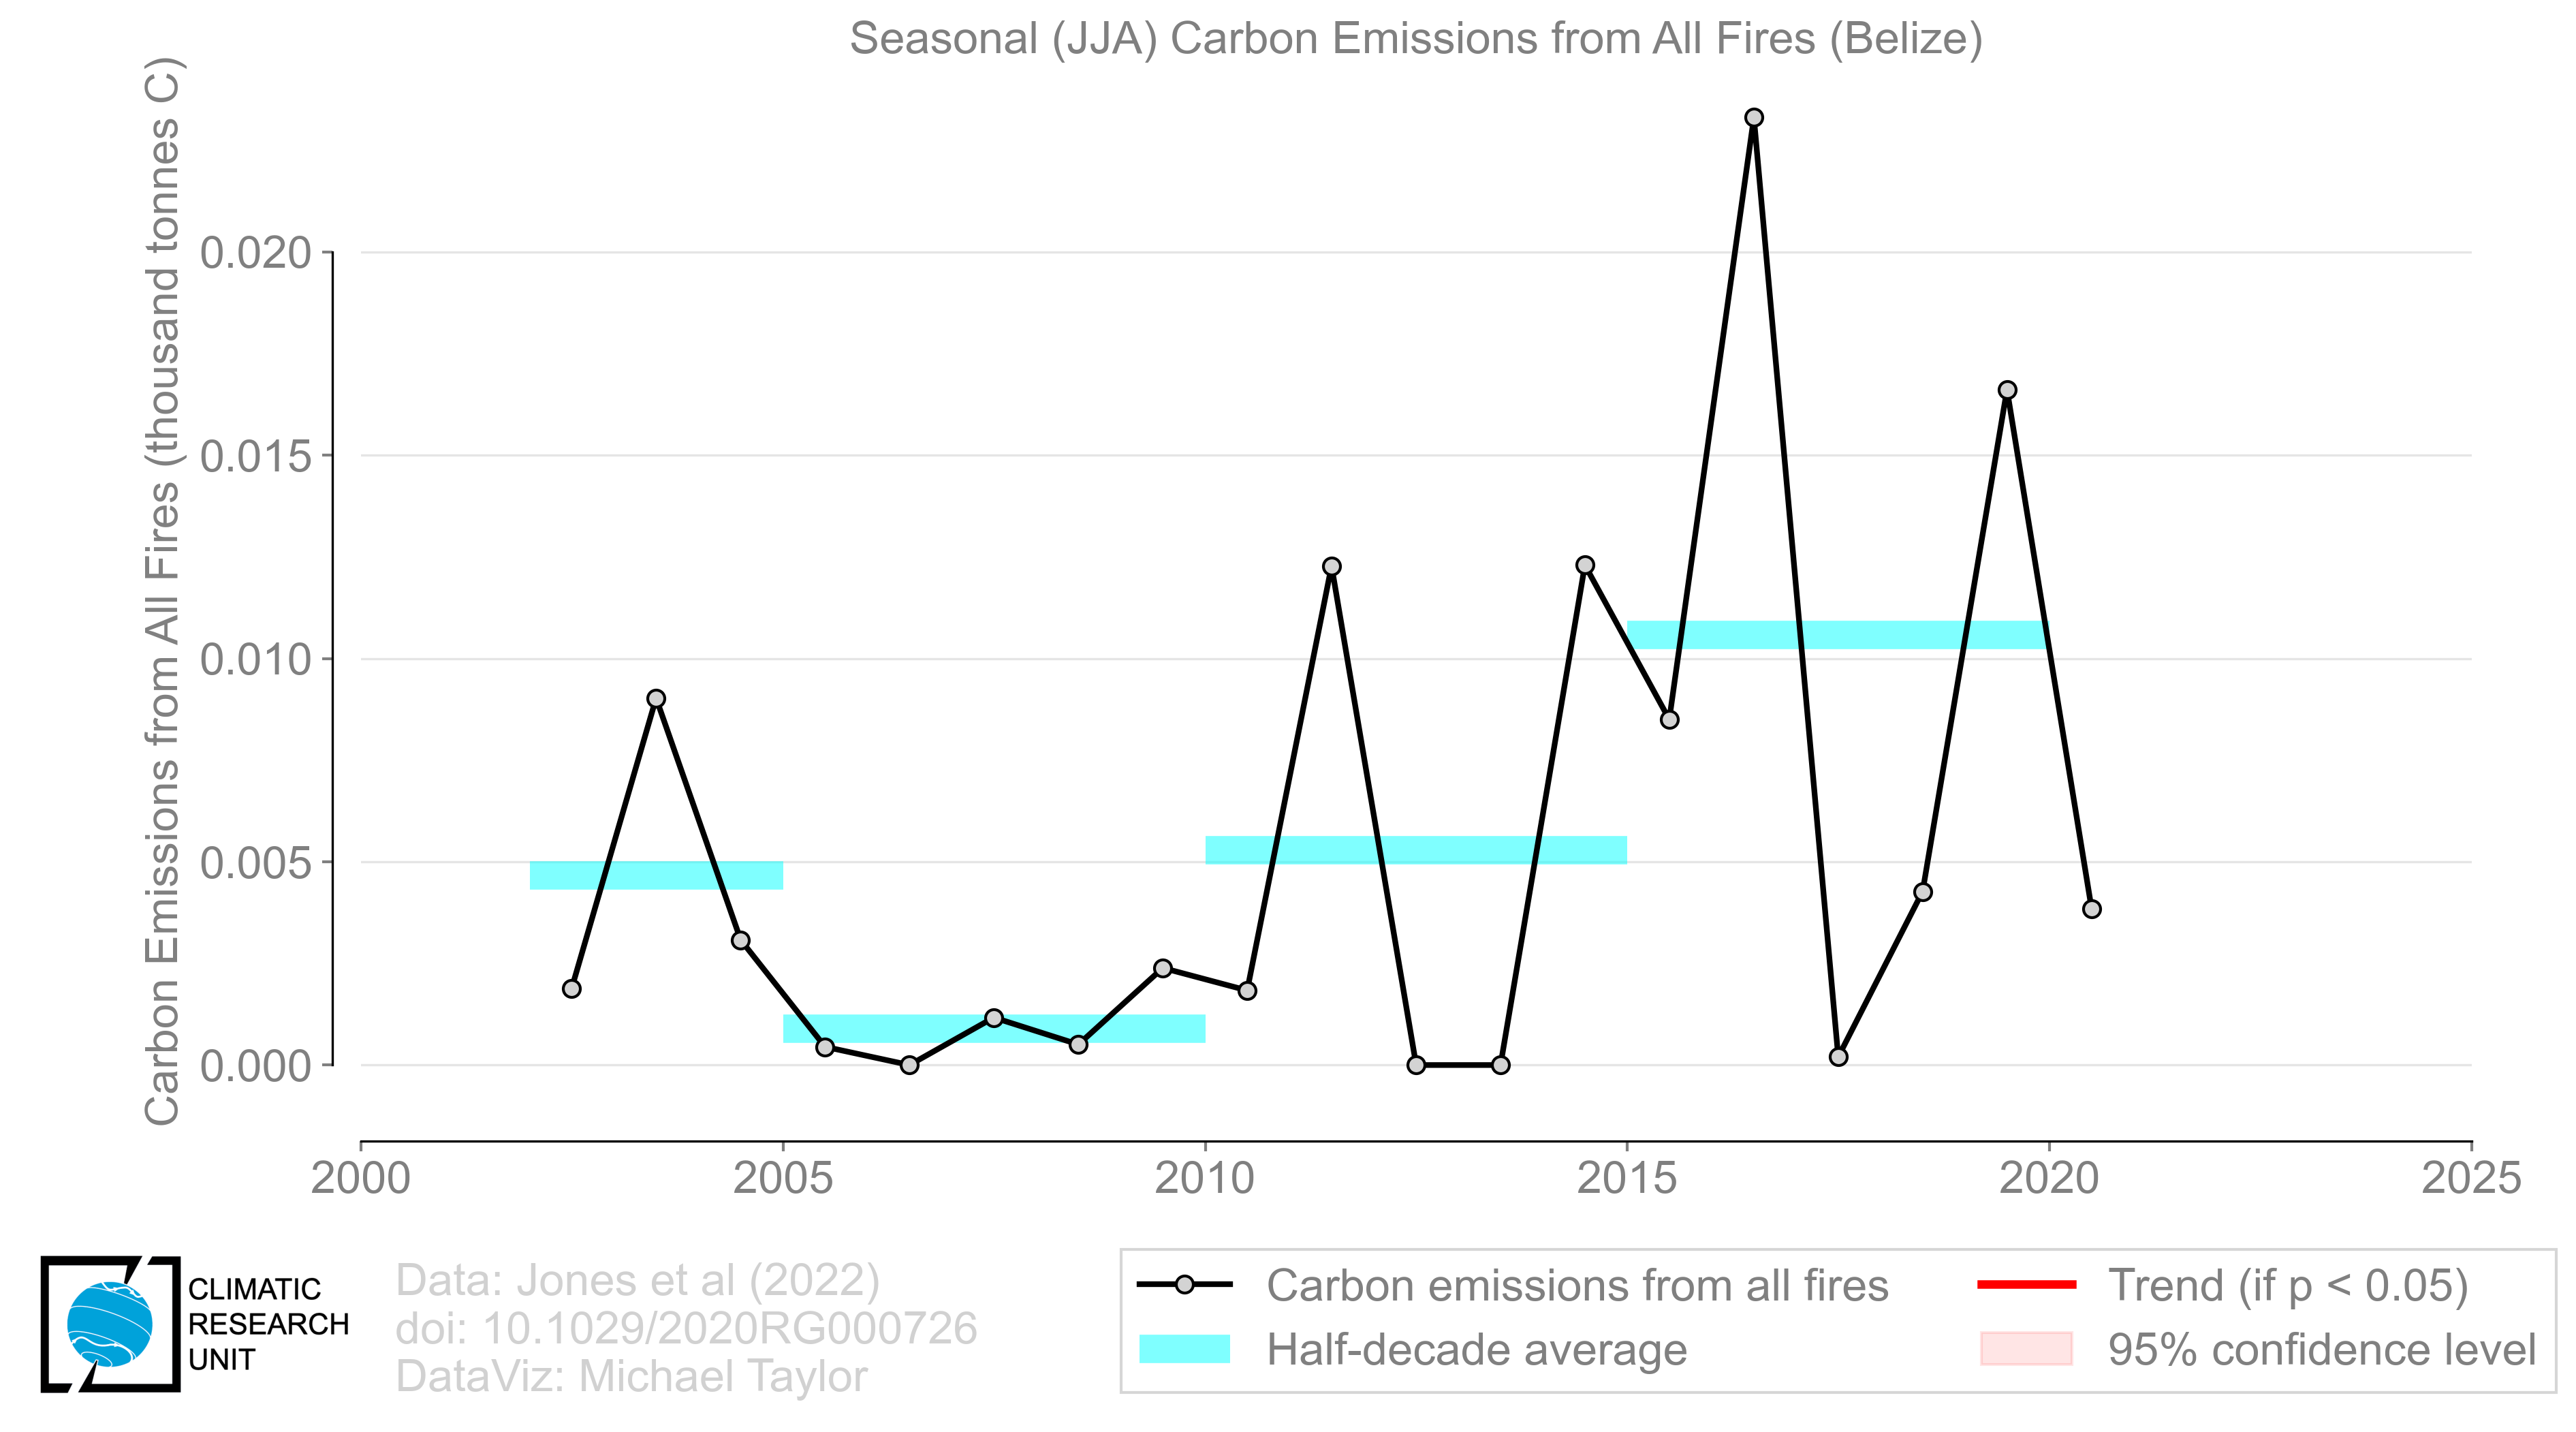 Seasonal (JJA) Carbon Emissions from All Fires (Belize)
Carbon Emissions from All Fires (thousand tonnes C)
0.020
0.015
0.010
0.005
0.000
2000 2005 2010 2015 2020 2025
CLIMATIC
RESEARCH
UNIT
Data: Jones et al (2022)
doi: 10.1029/2020RG000726
DataViz: Michael Taylor
Carbon emissions from all fires
Half-decade average
Trend (if p < 0.05)
95% confidence level